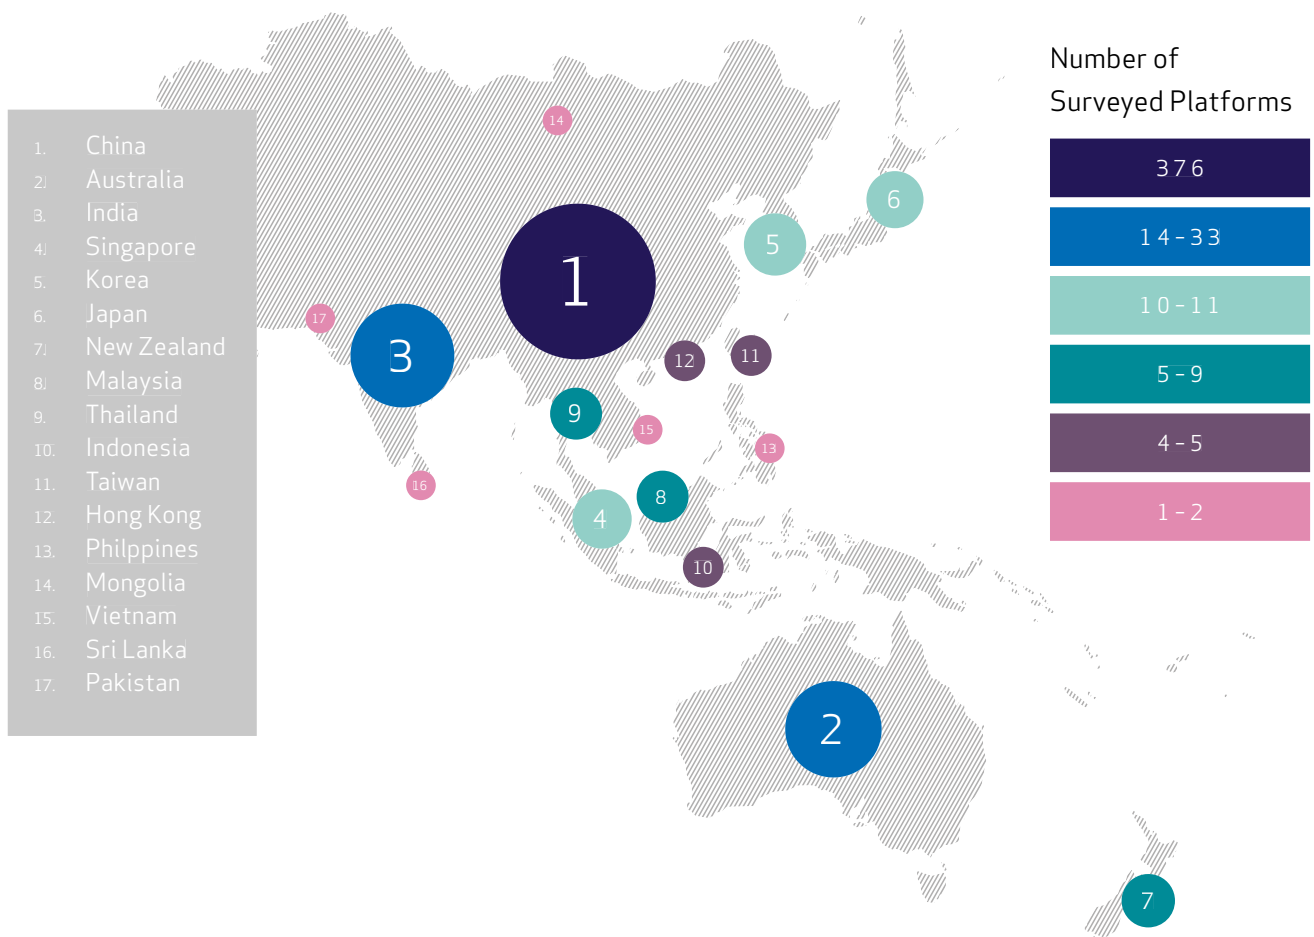 Number of
Surveyed Platforms
376
14-33
10-11
5-9
4-5
1-2
1. China
2. Australia
3. India
4. Singapore
5. Korea
6. Japan
7. New Zealand
8. Malaysia
9. Thailand
10. Indonesia
11. Taiwan
12. Hong Kong
13. Philppines
14. Mongolia
15. Vietnam
16. Sri Lanka
17. Pakistan
14
6
5
1
17
3
12
11
9
15
13
16
8
4
10
2
7